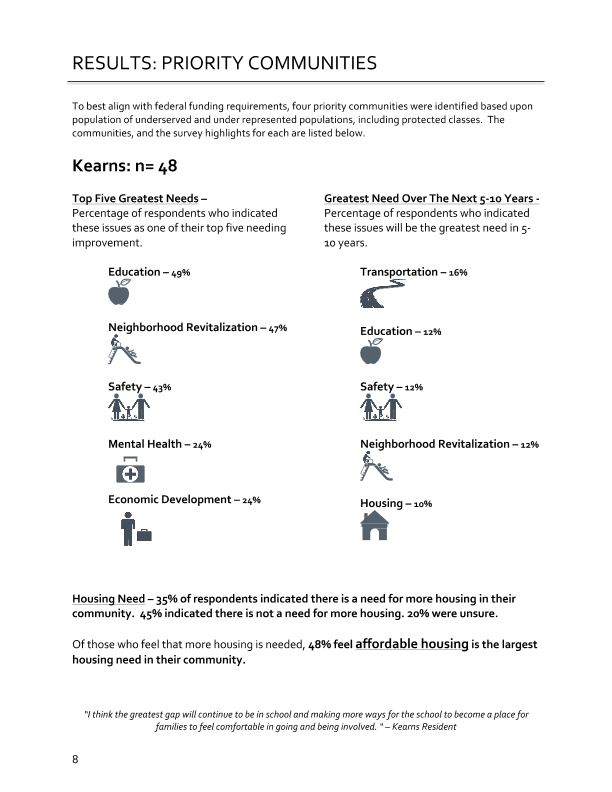 RESULTS: PRIORITY COMMUNITIES
To best align with federal funding requirements, four priority communities were identified based upon
population of underserved and under represented populations, including protected classes.  The
communities, and the survey highlights for each are listed below.
Kearns: n= 48
Top Five Greatest Needs –
Percentage of respondents who indicated
these issues as one of their top five needing
improvement.
Education – 49%
Neighborhood Revitalization – 47%
Safety – 43%
Mental Health – 24%
Economic Development – 24%
Greatest Need Over The Next 5-10 Years -
Percentage of respondents who indicated
these issues will be the greatest need in 5-
10 years.
Transportation – 16%
Education – 12%
Safety – 12%
Neighborhood Revitalization – 12%
Housing – 10%
Housing Need – 35% of respondents indicated there is a need for more housing in their
community.  45% indicated there is not a need for more housing. 20% were unsure.
Of those who feel that more housing is needed, 48% feel affordable housing is the largest
housing need in their community.
"I think the greatest gap will continue to be in school and making more ways for the school to become a place for
families to feel comfortable in going and being involved. " – Kearns Resident
8